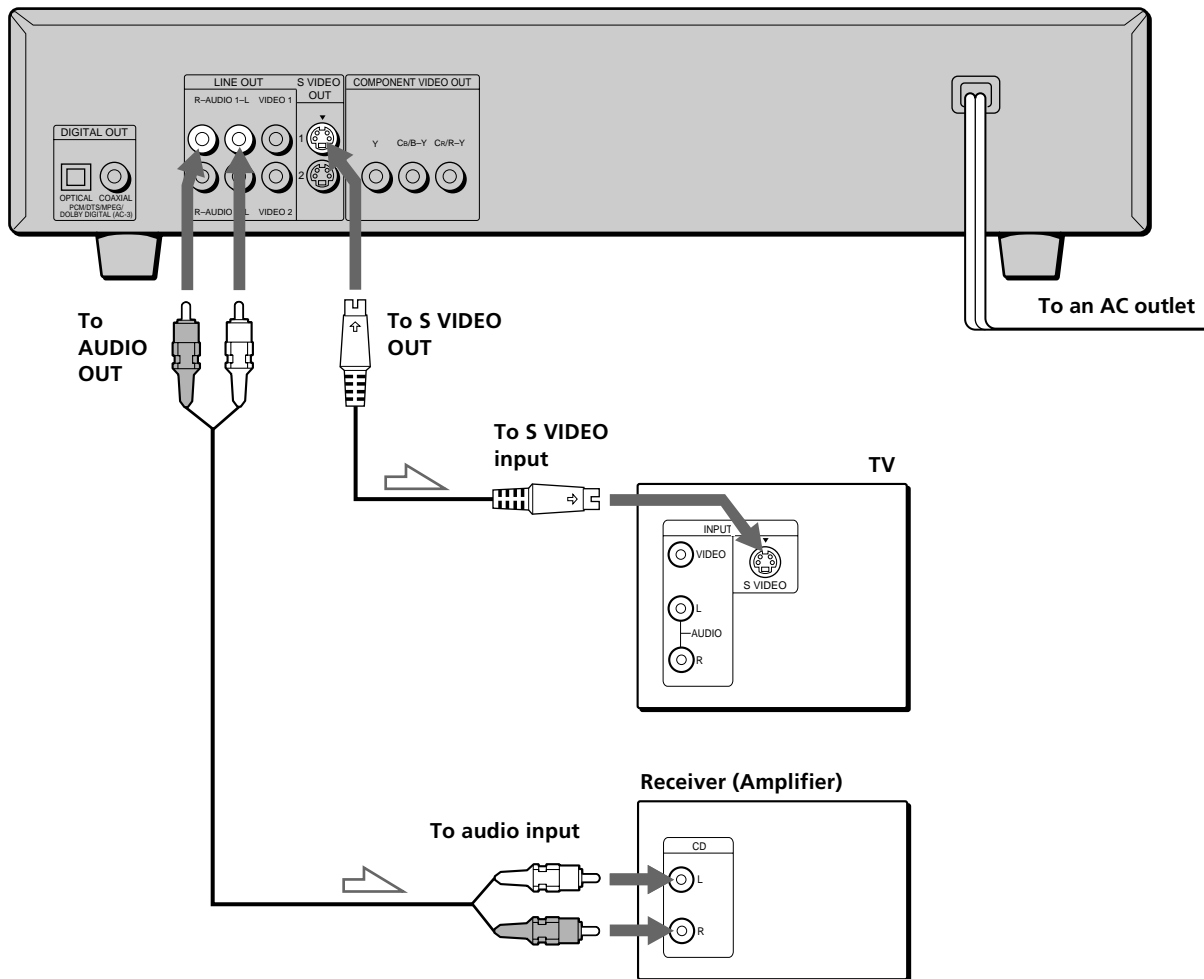 LINE OUT
S VIDEO
OUT
COMPONENT VIDEO OUT
R–AUDIO 1–L VIDEO 1
DIGITAL OUT
1
Y CB/B–Y CR/R–Y
2
OPTICAL COAXIAL
PCM/DTS/MPEG/
DOLBY DIGITAL (AC-3)
R–AUDIO L VIDEO 2
To
AUDIO
OUT
To S VIDEO
OUT
To an AC outlet
To S VIDEO
input
TV
INPUT
VIDEO
S VIDEO
L
AUDIO
R
Receiver (Amplifier)
To audio input
CD
L
R